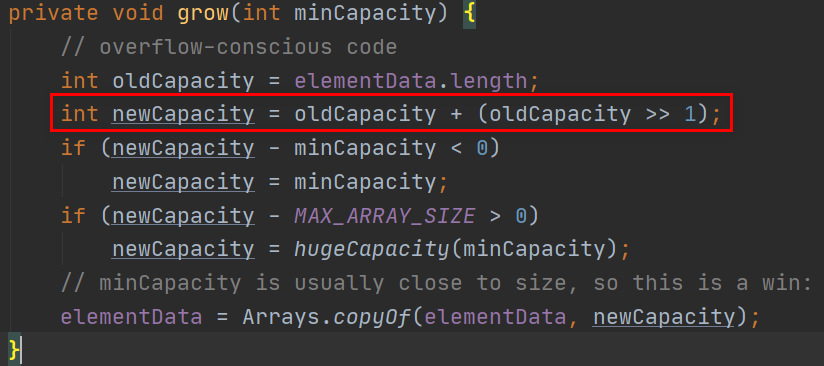 private void grow(int minCapacity) {
    // overflow-conscious code
    int oldCapacity = elementData.length;
    int newCapacity = oldCapacity + (oldCapacity >> 1);
    if (newCapacity - minCapacity < 0)
        newCapacity = minCapacity;
    if (newCapacity - MAX_ARRAY_SIZE > 0)
        newCapacity = hugeCapacity(minCapacity);
    // minCapacity is usually close to size, so this is a win:
    elementData = Arrays.copyOf(elementData, newCapacity);
}